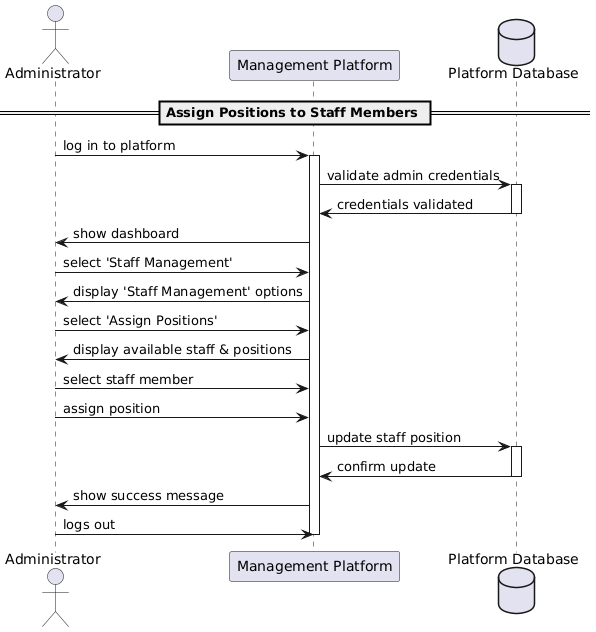 Administrator
Management Platform
Platform Database
Assign Positions to Staff Members
log in to platform
validate admin credentials
credentials validated
show dashboard
select 'Staff Management'
display 'Staff Management' options
select 'Assign Positions'
display available staff & positions
select staff member
assign position
update staff position
confirm update
show success message
logs out
Administrator
Management Platform
Platform Database